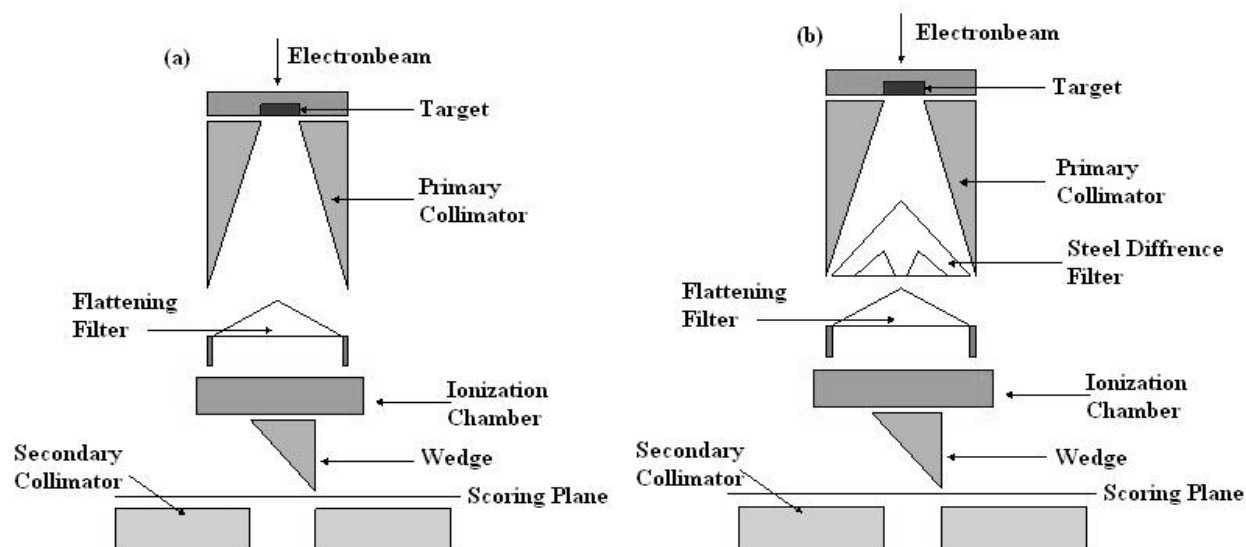 (a)
Electronbeam
Target
Primary
Collimator
Flattening
Filter
Ionization
Chamber
Secondary
Collimator
Wedge
Scoring Plane
(b)
Electronbeam
Target
Primary
Collimator
Steel Diffrence
Filter
Flattening
Filter
Ionization
Chamber
Wedge
Scoring Plane
Secondary
Collimator